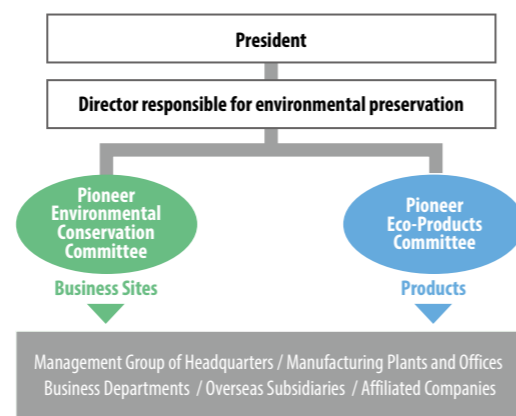 President
Director responsible for environmental preservation
Pioneer
Environmental
Conservation
Committee
Pioneer
Eco-Products
Committee
Business Sites
Products
Management Group of Headquarters / Manufacturing Plants and Offices
Business Departments / Overseas Subsidiaries / Affiliated Companies